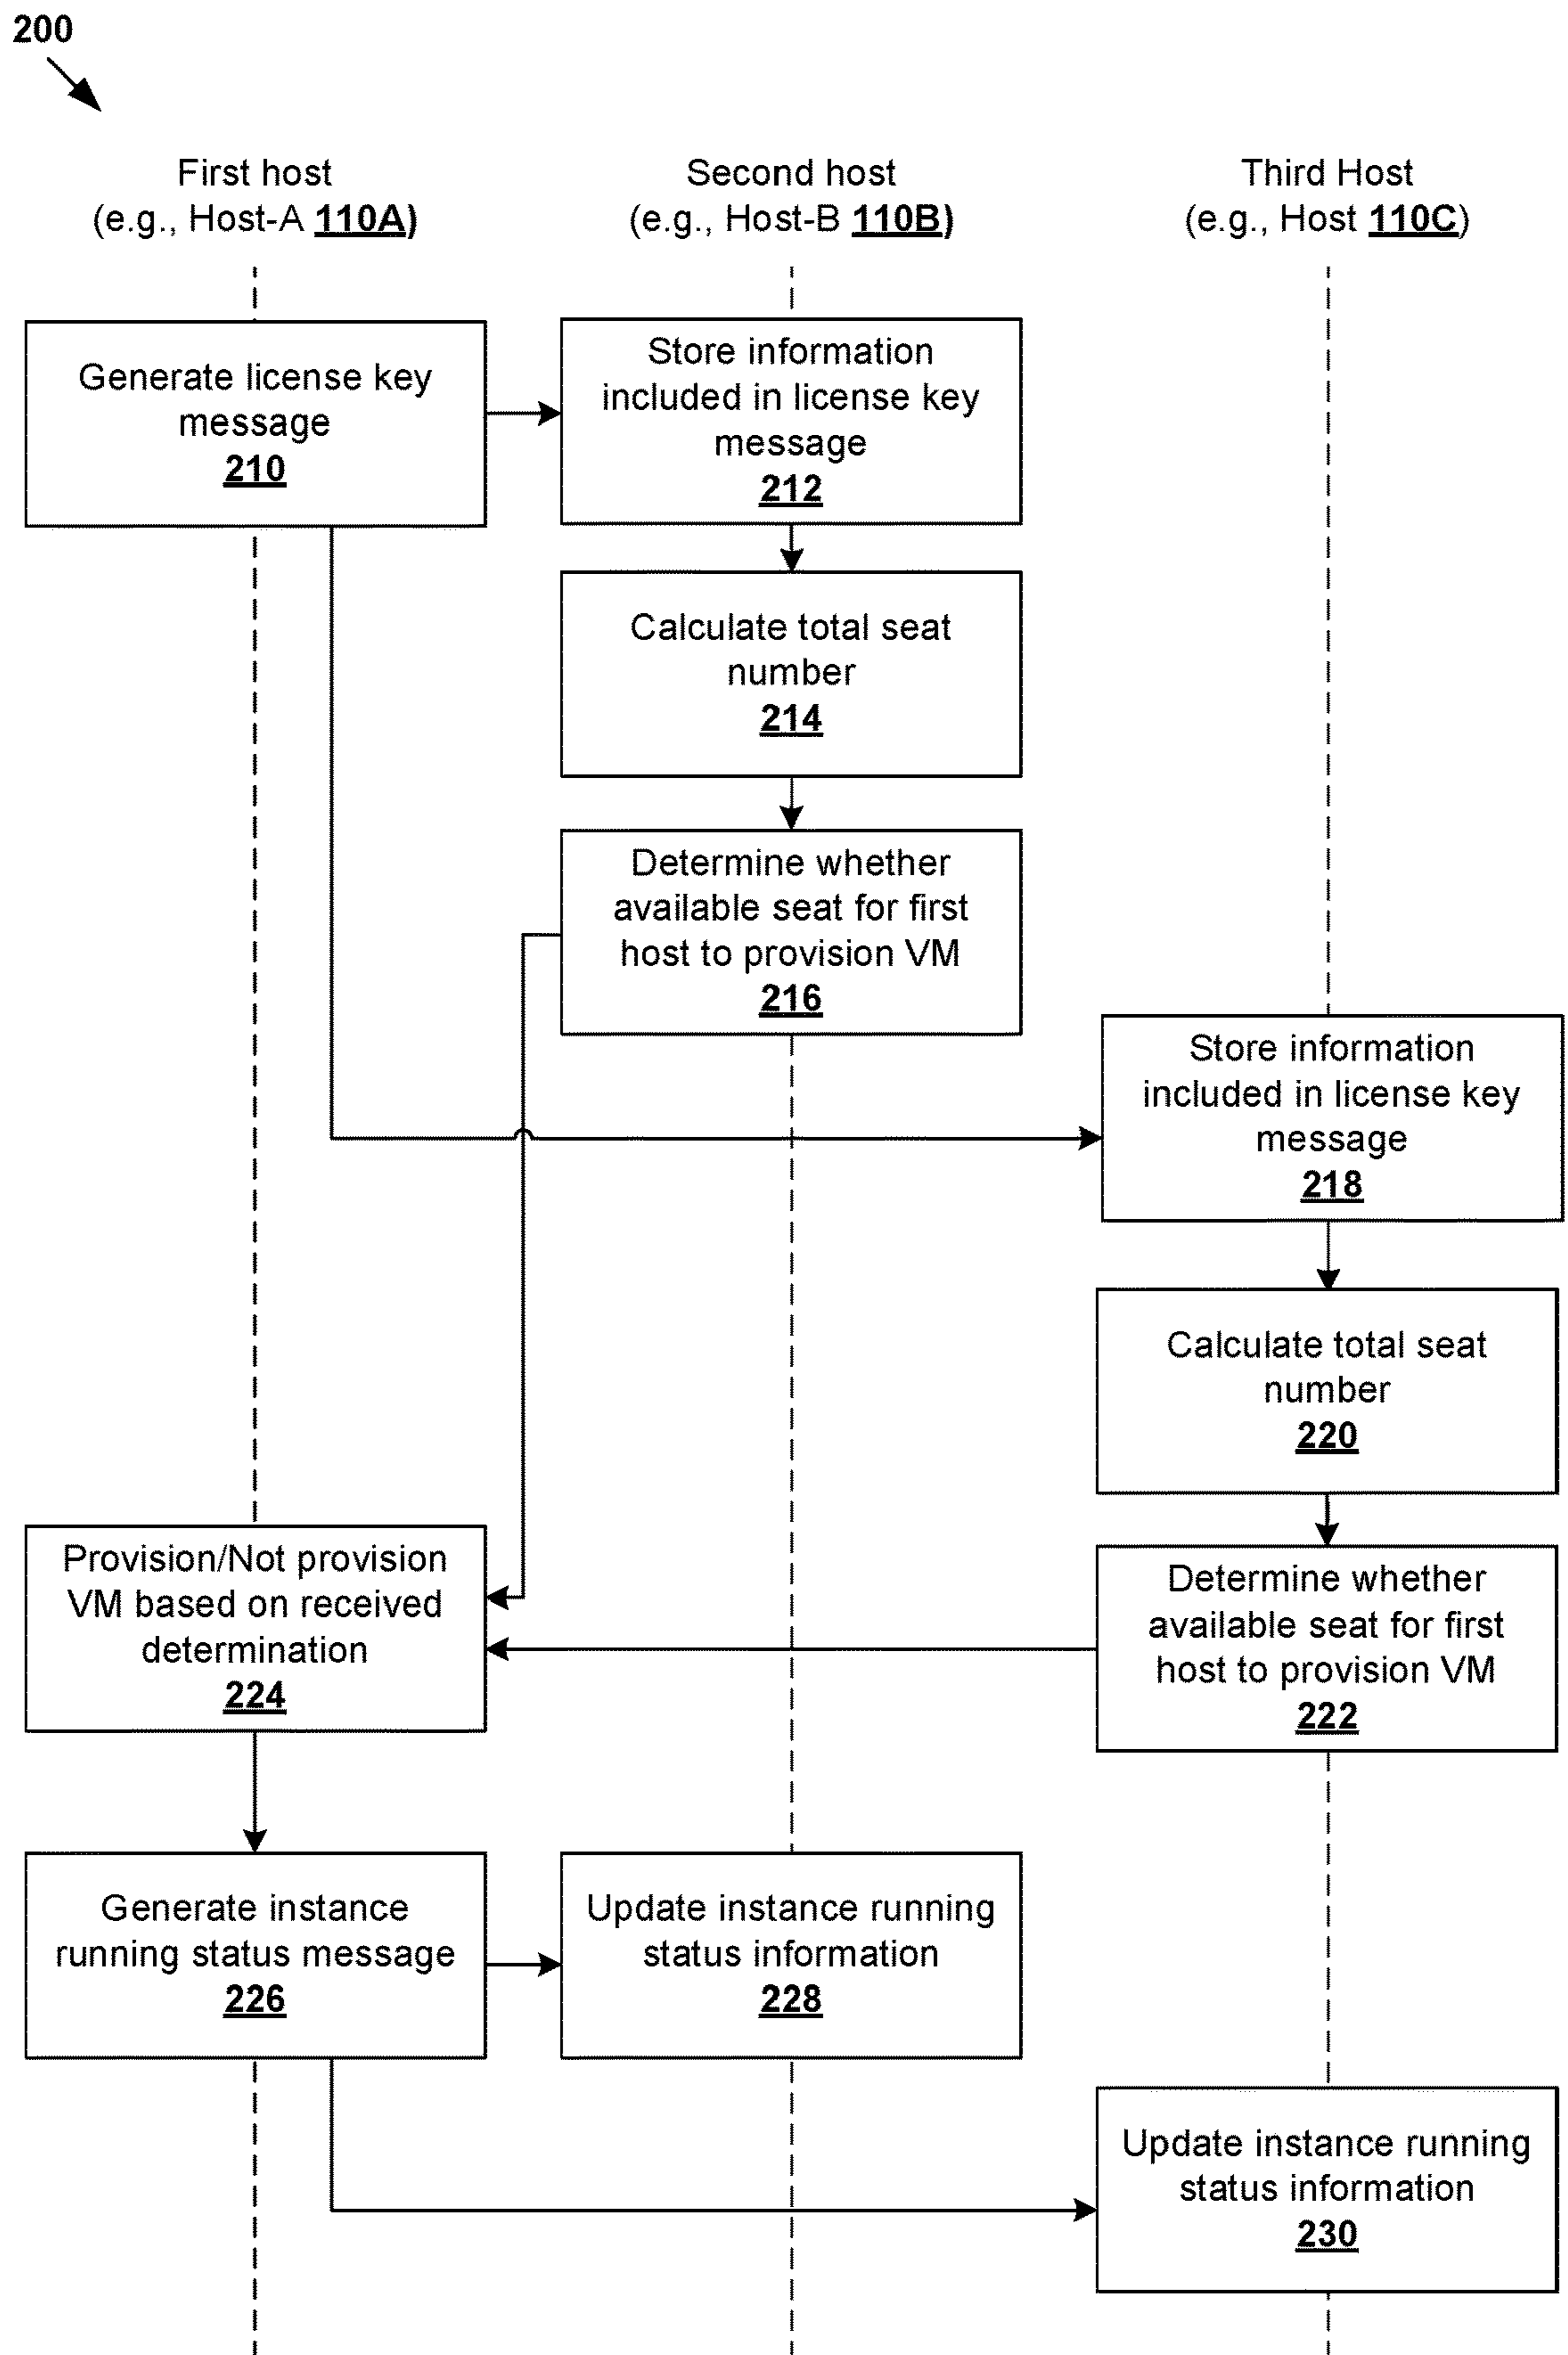 200
First host
(e.g., Host-A 110A)
Second host
(e.g., Host-B 110B)
Third Host
(e.g., Host 110C)
Generate license key
message
210
Store information
included in license key
message
212
Calculate total seat
number
214
Determine whether
available seat for first
host to provision VM
216
Store information
included in license key
message
218
Calculate total seat
number
220
Determine whether
available seat for first
host to provision VM
222
Provision/Not provision
VM based on received
determination
224
Generate instance
running status message
226
Update instance running
status information
228
Update instance running
status information
230